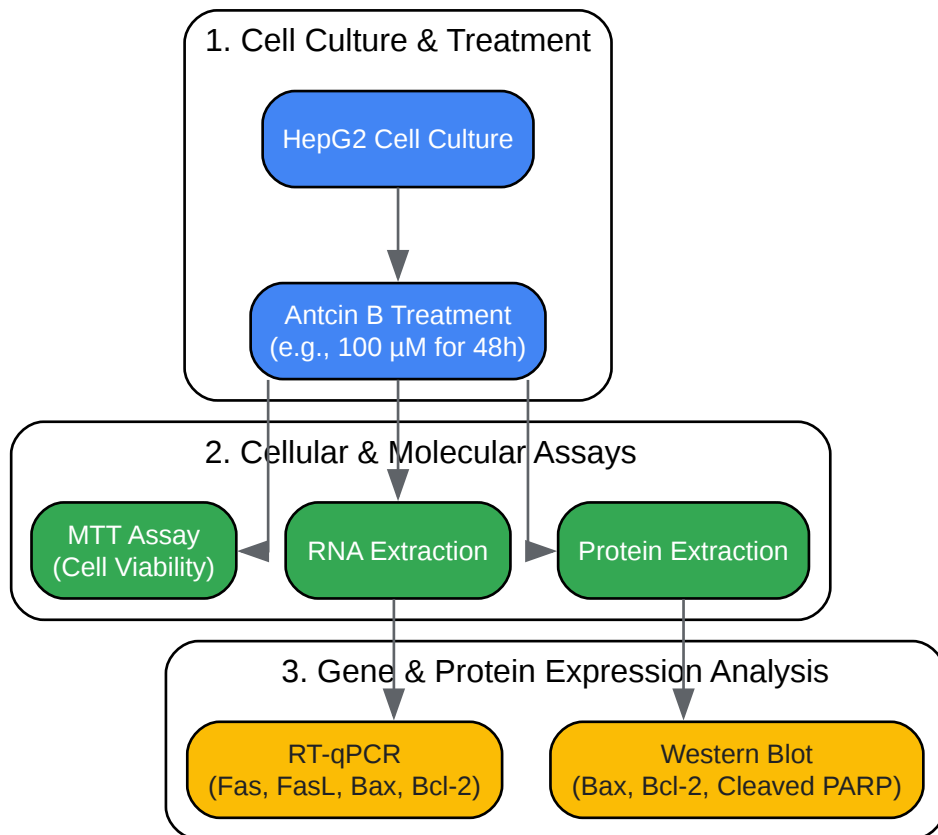 1. Cell Culture & Treatment
HepG2 Cell Culture
Antcin B Treatment
(e.g., 100 µM for 48h)
2. Cellular & Molecular Assays
MTT Assay
(Cell Viability)
RNA Extraction
Protein Extraction
3. Gene & Protein Expression Analysis
RT-qPCR
(Fas, FasL, Bax, Bcl-2)
Western Blot
(Bax, Bcl-2, Cleaved PARP)